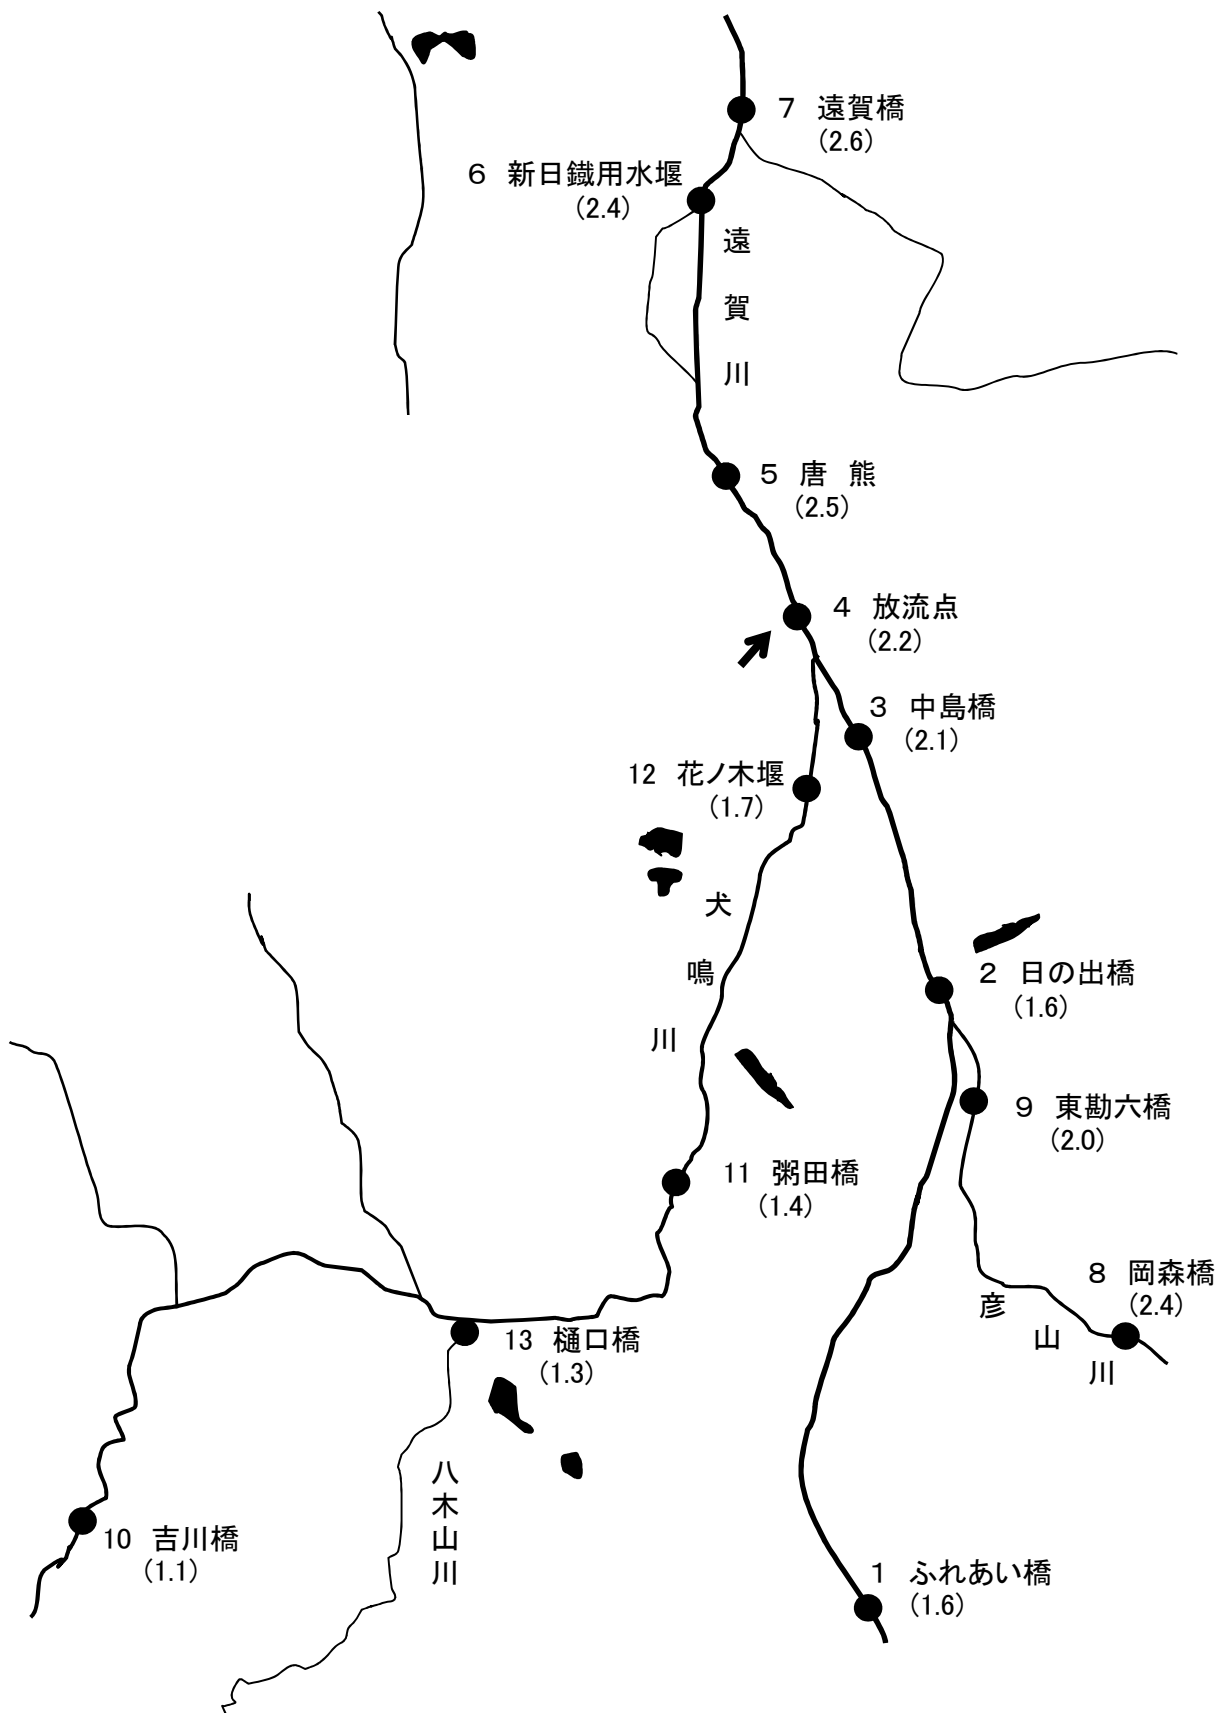 ７　遠賀橋
（2.6）
６　新日鐵用水堰
（2.4）
遠賀川
５　唐　熊
（2.5）
４　放流点
（2.2）
３　中島橋
（2.1）
12　花ノ木堰
（1.7）
犬鳴川
２　日の出橋
（1.6）
９　東勘六橋
（2.0）
11　粥田橋
（1.4）
８　岡森橋
（2.4）
彦山川
13　樋口橋
（1.3）
八木山川
10　吉川橋
（1.1）
１　ふれあい橋
（1.6）